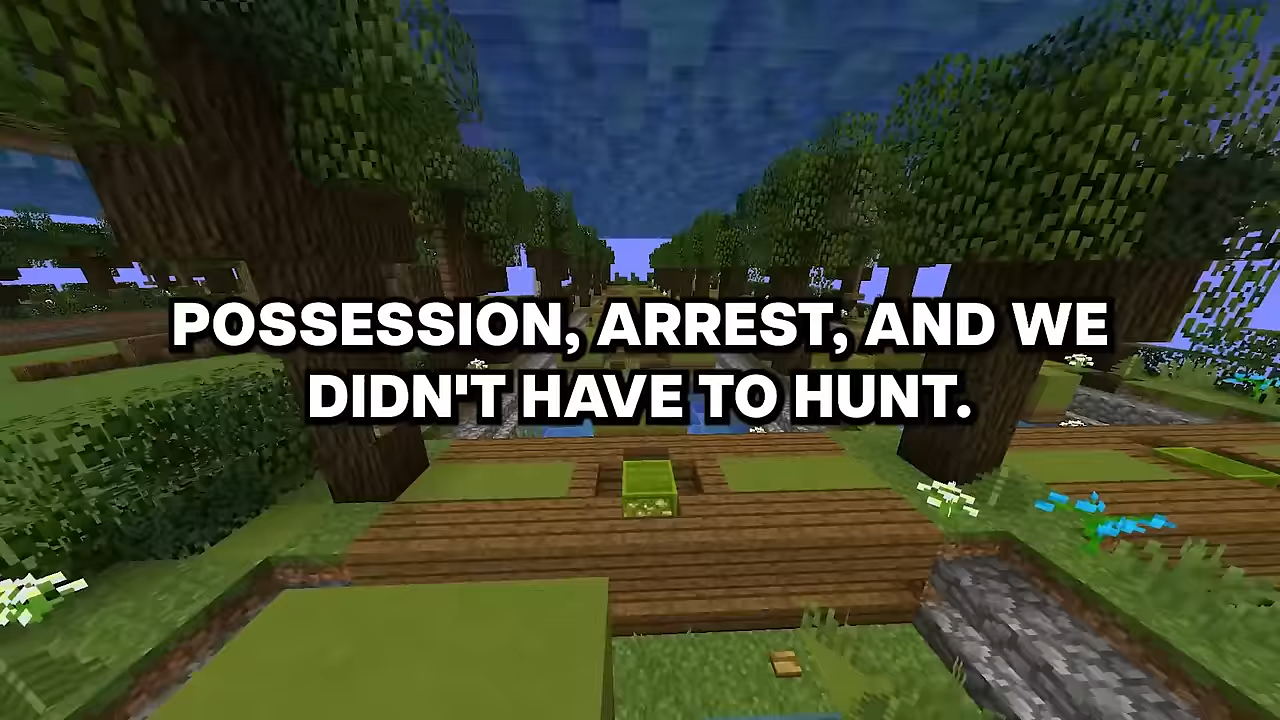 POSSESSION, ARREST, AND WE
DIDN'T HAVE TO HUNT.